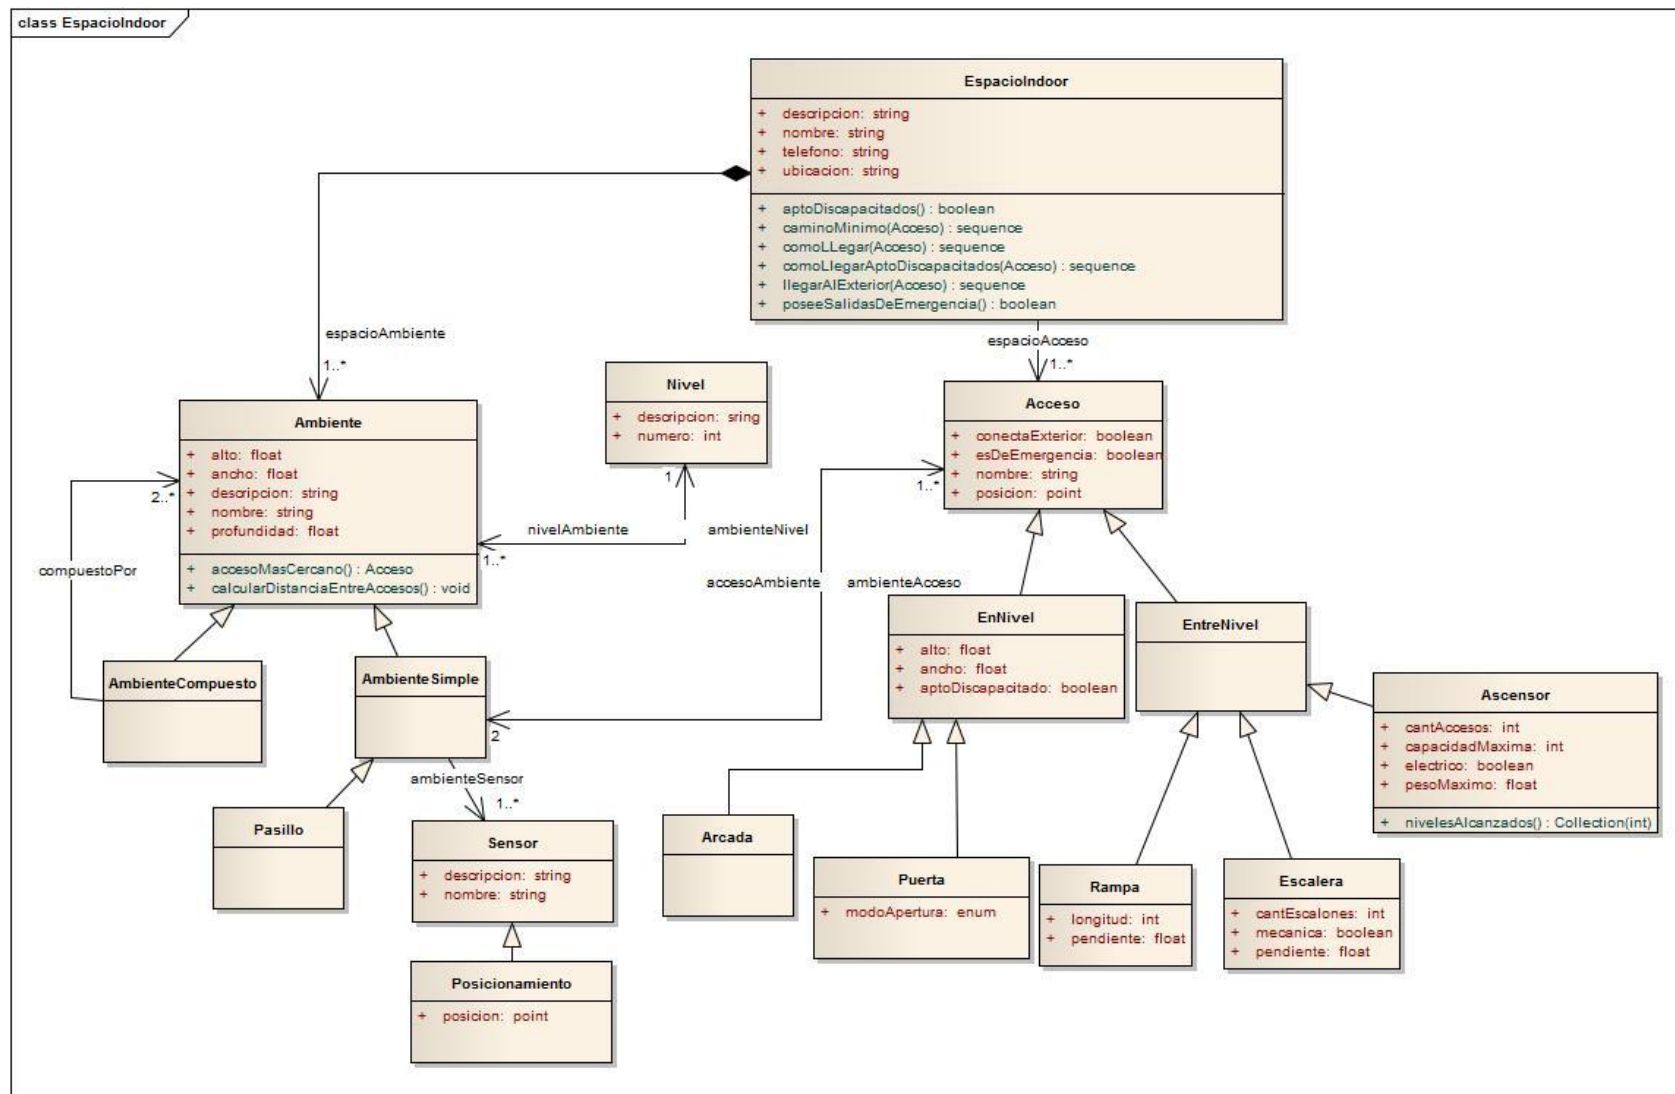 class EspacioIndoor
EspacioIndoor
+ descripcion: string
+ nombre: string
+ telefono: string
+ ubicacion: string
+ aptoDiscapacitados() : boolean
+ caminoMinimo(Acceso) : sequence
+ comoLLegar(Acceso) : sequence
+ comoLlegarAptoDiscapacitados(Acceso) : sequence
+ llegarAlExterior(Acceso) : sequence
+ poseeSalidasDeEmergencia() : boolean
espacioAmbiente
1..*
espacioAcceso
1..*
Nivel
+ descripcion: sring
+ numero: int
1
Ambiente
+ alto: float
+ ancho: float
+ descripcion: string
+ nombre: string
+ profundidad: float
+ accesoMasCercano() : Acceso
+ calcularDistanciaEntreAccesos() : void
2..*
compuestoPor
nivelAmbiente
ambienteNivel
1..*
Acceso
+ conectaExterior: boolean
+ esDeEmergencia: boolean
+ nombre: string
+ posicion: point
1..*
accesoAmbiente
ambienteAcceso
EnNivel
+ alto: float
+ ancho: float
+ aptoDiscapacitado: boolean
EntreNivel
AmbienteCompuesto
AmbienteSimple
2
Ascensor
+ cantAccesos: int
+ capacidadMaxima: int
+ electrico: boolean
+ pesoMaximo: float
+ nivelesAlcanzados() : Collection(int)
ambienteSensor
1..*
Pasillo
Sensor
+ descripcion: string
+ nombre: string
Arcada
Puerta
+ modoApertura: enum
Rampa
+ longitud: int
+ pendiente: float
Escalera
+ cantEscalones: int
+ mecanica: boolean
+ pendiente: float
Posicionamiento
+ posicion: point